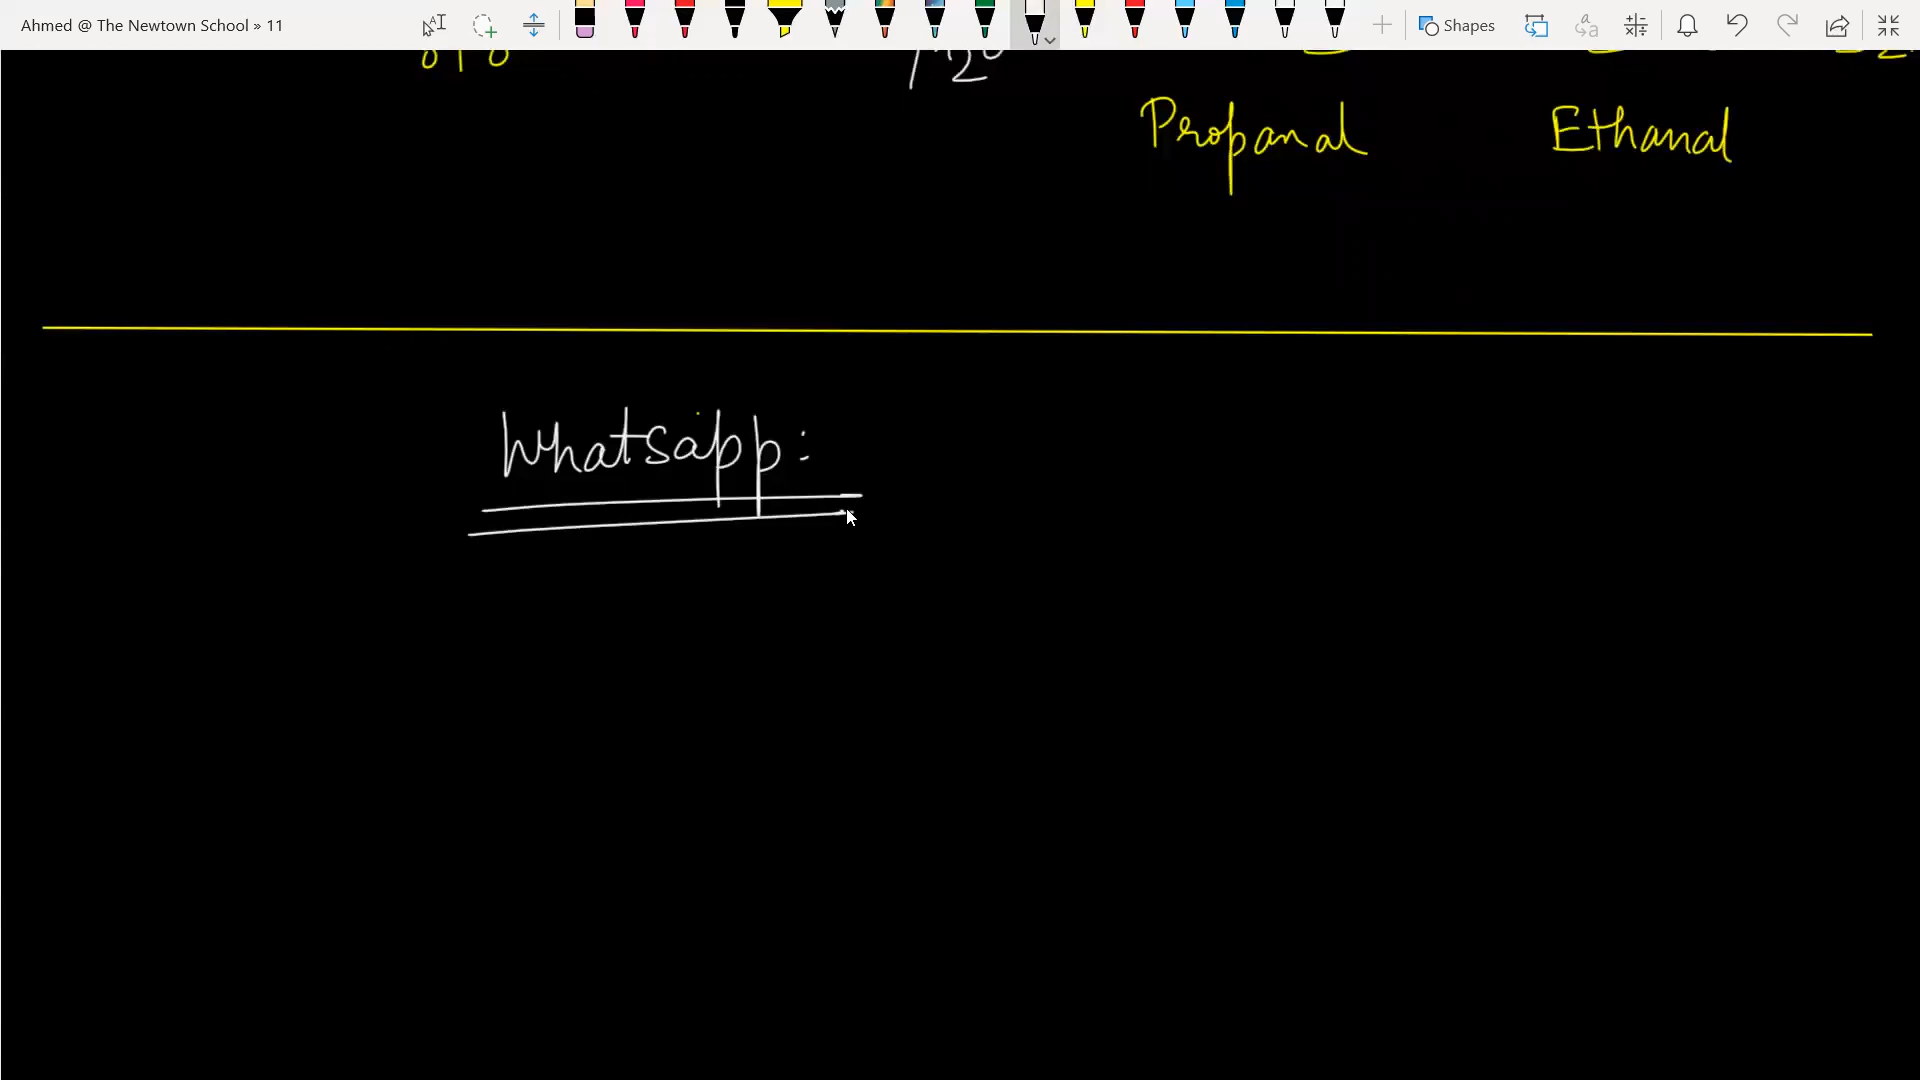 Ahmed @ The Newtown School » 11
Shapes
Propanal
Ethanal
Whatsapp: